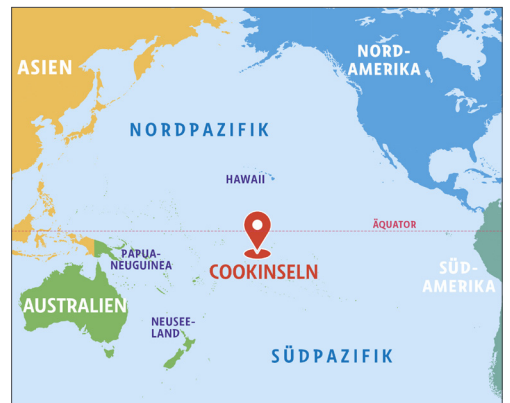 NORD-
AMERIKA
ASIEN
NORDPAZIFIK
HAWAII
ÄQUATOR
PAPUA-
NEUGUINEA
COOKINSELN
SÜD-
AMERIKA
AUSTRALIEN
NEUSEE-
LAND
SÜDPAZIFIK